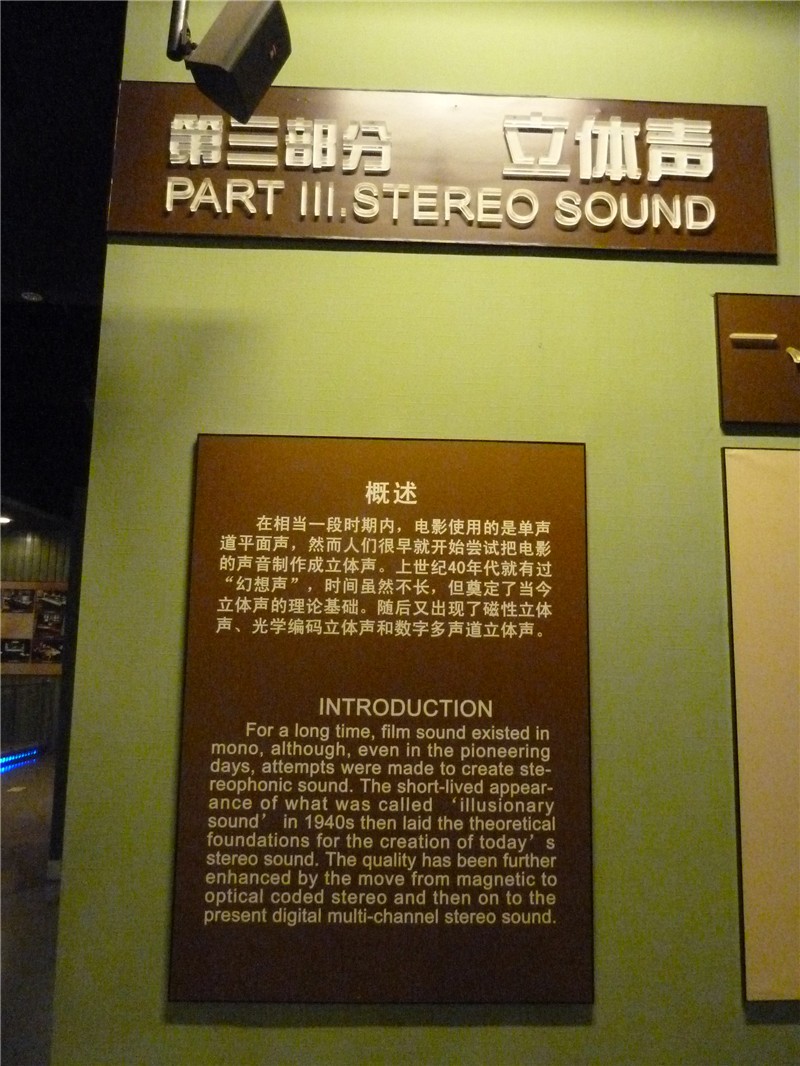 第三部分 立体声
PART III.STEREO SOUND
一
概述
在相当一段时期内，电影使用的是单声
道平面声，然而人们很早就开始尝试把电影
的声音制作成立体声。上世纪40年代就有过
“幻想声”，时间虽然不长，但奠定了当今
立体声的理论基础。随后又出现了磁性立体
声、光学编码立体声和数字多声道立体声。
INTRODUCTION
For a long time, film sound existed in
mono, although, even in the pioneering
days, attempts were made to create ste-
reophonic sound. The short-lived appear-
ance of what was called ‘illusionary
sound’ in 1940s then laid the theoretical
foundations for the creation of today’s
stereo sound. The quality has been further
enhanced by the move from magnetic to
optical coded stereo and then on to the
present digital multi-channel stereo sound.